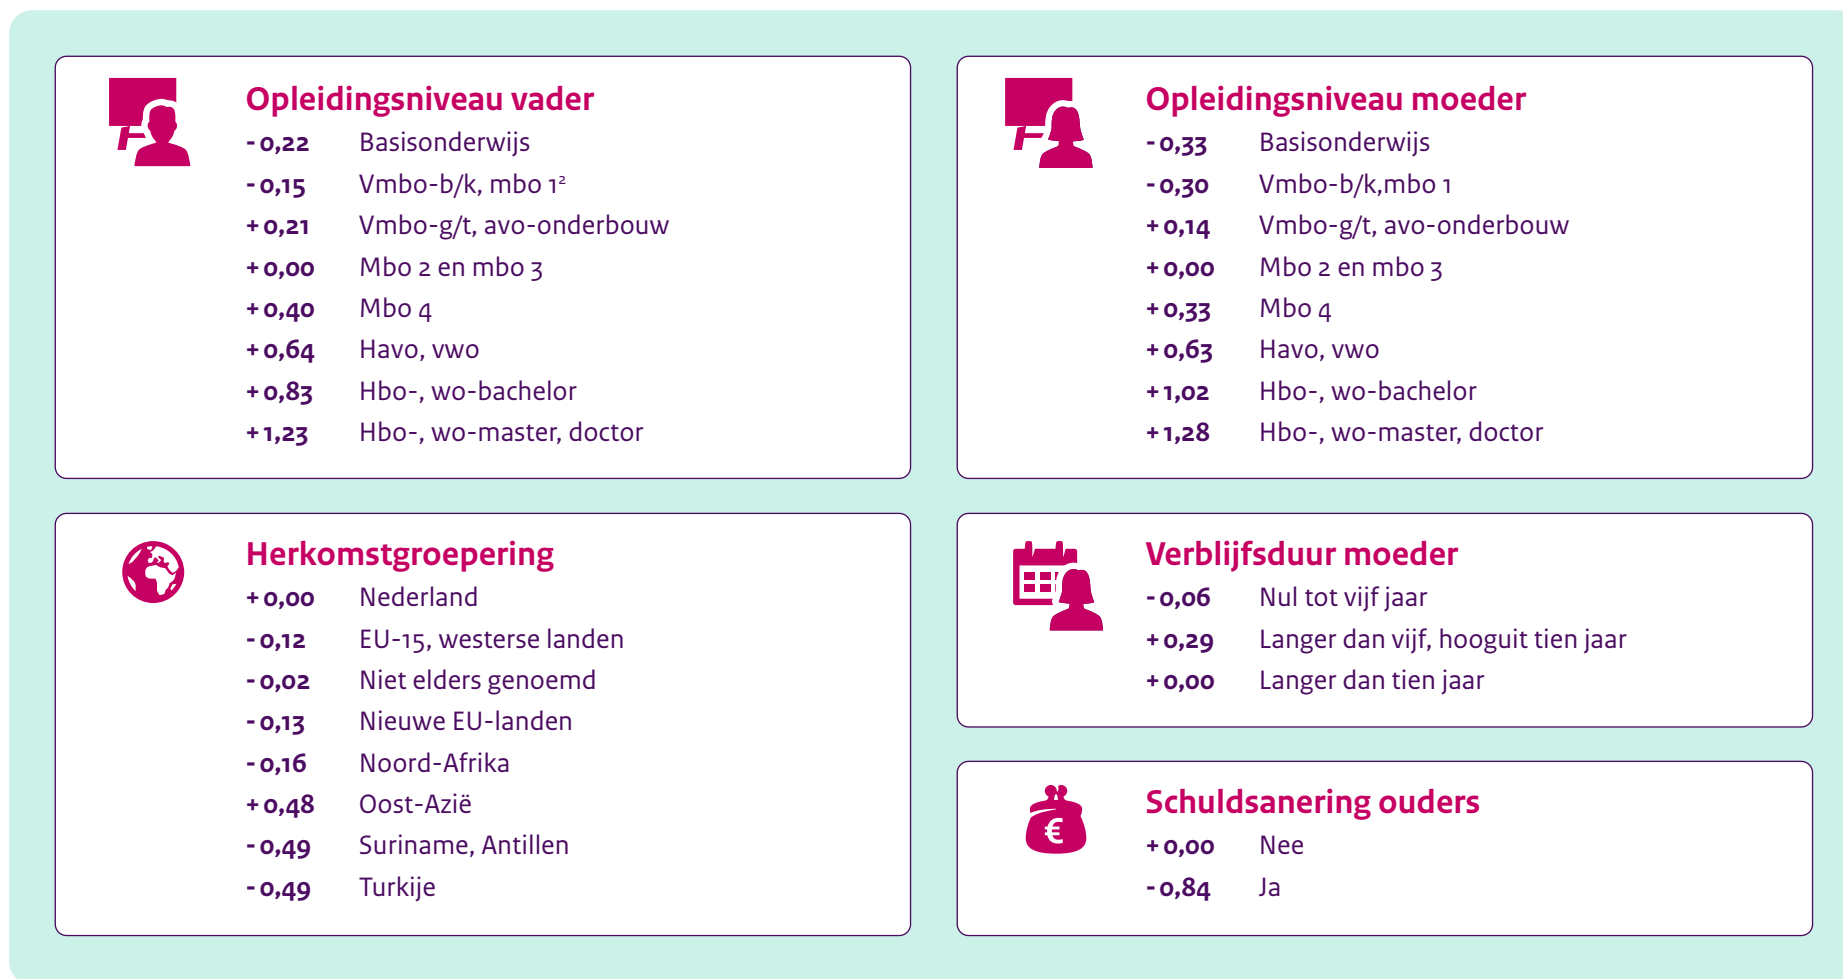 Opleidingsniveau vader
- 0,22 Basisonderwijs
- 0,15 Vmbo-b/k, mbo 1²
+ 0,21 Vmbo-g/t, avo-onderbouw
+ 0,00 Mbo 2 en mbo 3
+ 0,40 Mbo 4
+ 0,64 Havo, vwo
+ 0,83 Hbo-, wo-bachelor
+ 1,23 Hbo-, wo-master, doctor
Opleidingsniveau moeder
- 0,33 Basisonderwijs
- 0,30 Vmbo-b/k,mbo 1
+ 0,14 Vmbo-g/t, avo-onderbouw
+ 0,00 Mbo 2 en mbo 3
+ 0,33 Mbo 4
+ 0,63 Havo, vwo
+ 1,02 Hbo-, wo-bachelor
+ 1,28 Hbo-, wo-master, doctor
Herkomstgroepering
+ 0,00 Nederland
- 0,12 EU-15, westerse landen
- 0,02 Niet elders genoemd
- 0,13 Nieuwe EU-landen
- 0,16 Noord-Afrika
+ 0,48 Oost-Azië
- 0,49 Suriname, Antillen
- 0,49 Turkije
Verblijfsduur moeder
- 0,06 Nul tot vijf jaar
+ 0,29 Langer dan vijf, hooguit tien jaar
+ 0,00 Langer dan tien jaar
€
Schuldsanering ouders
+ 0,00 Nee
- 0,84 Ja